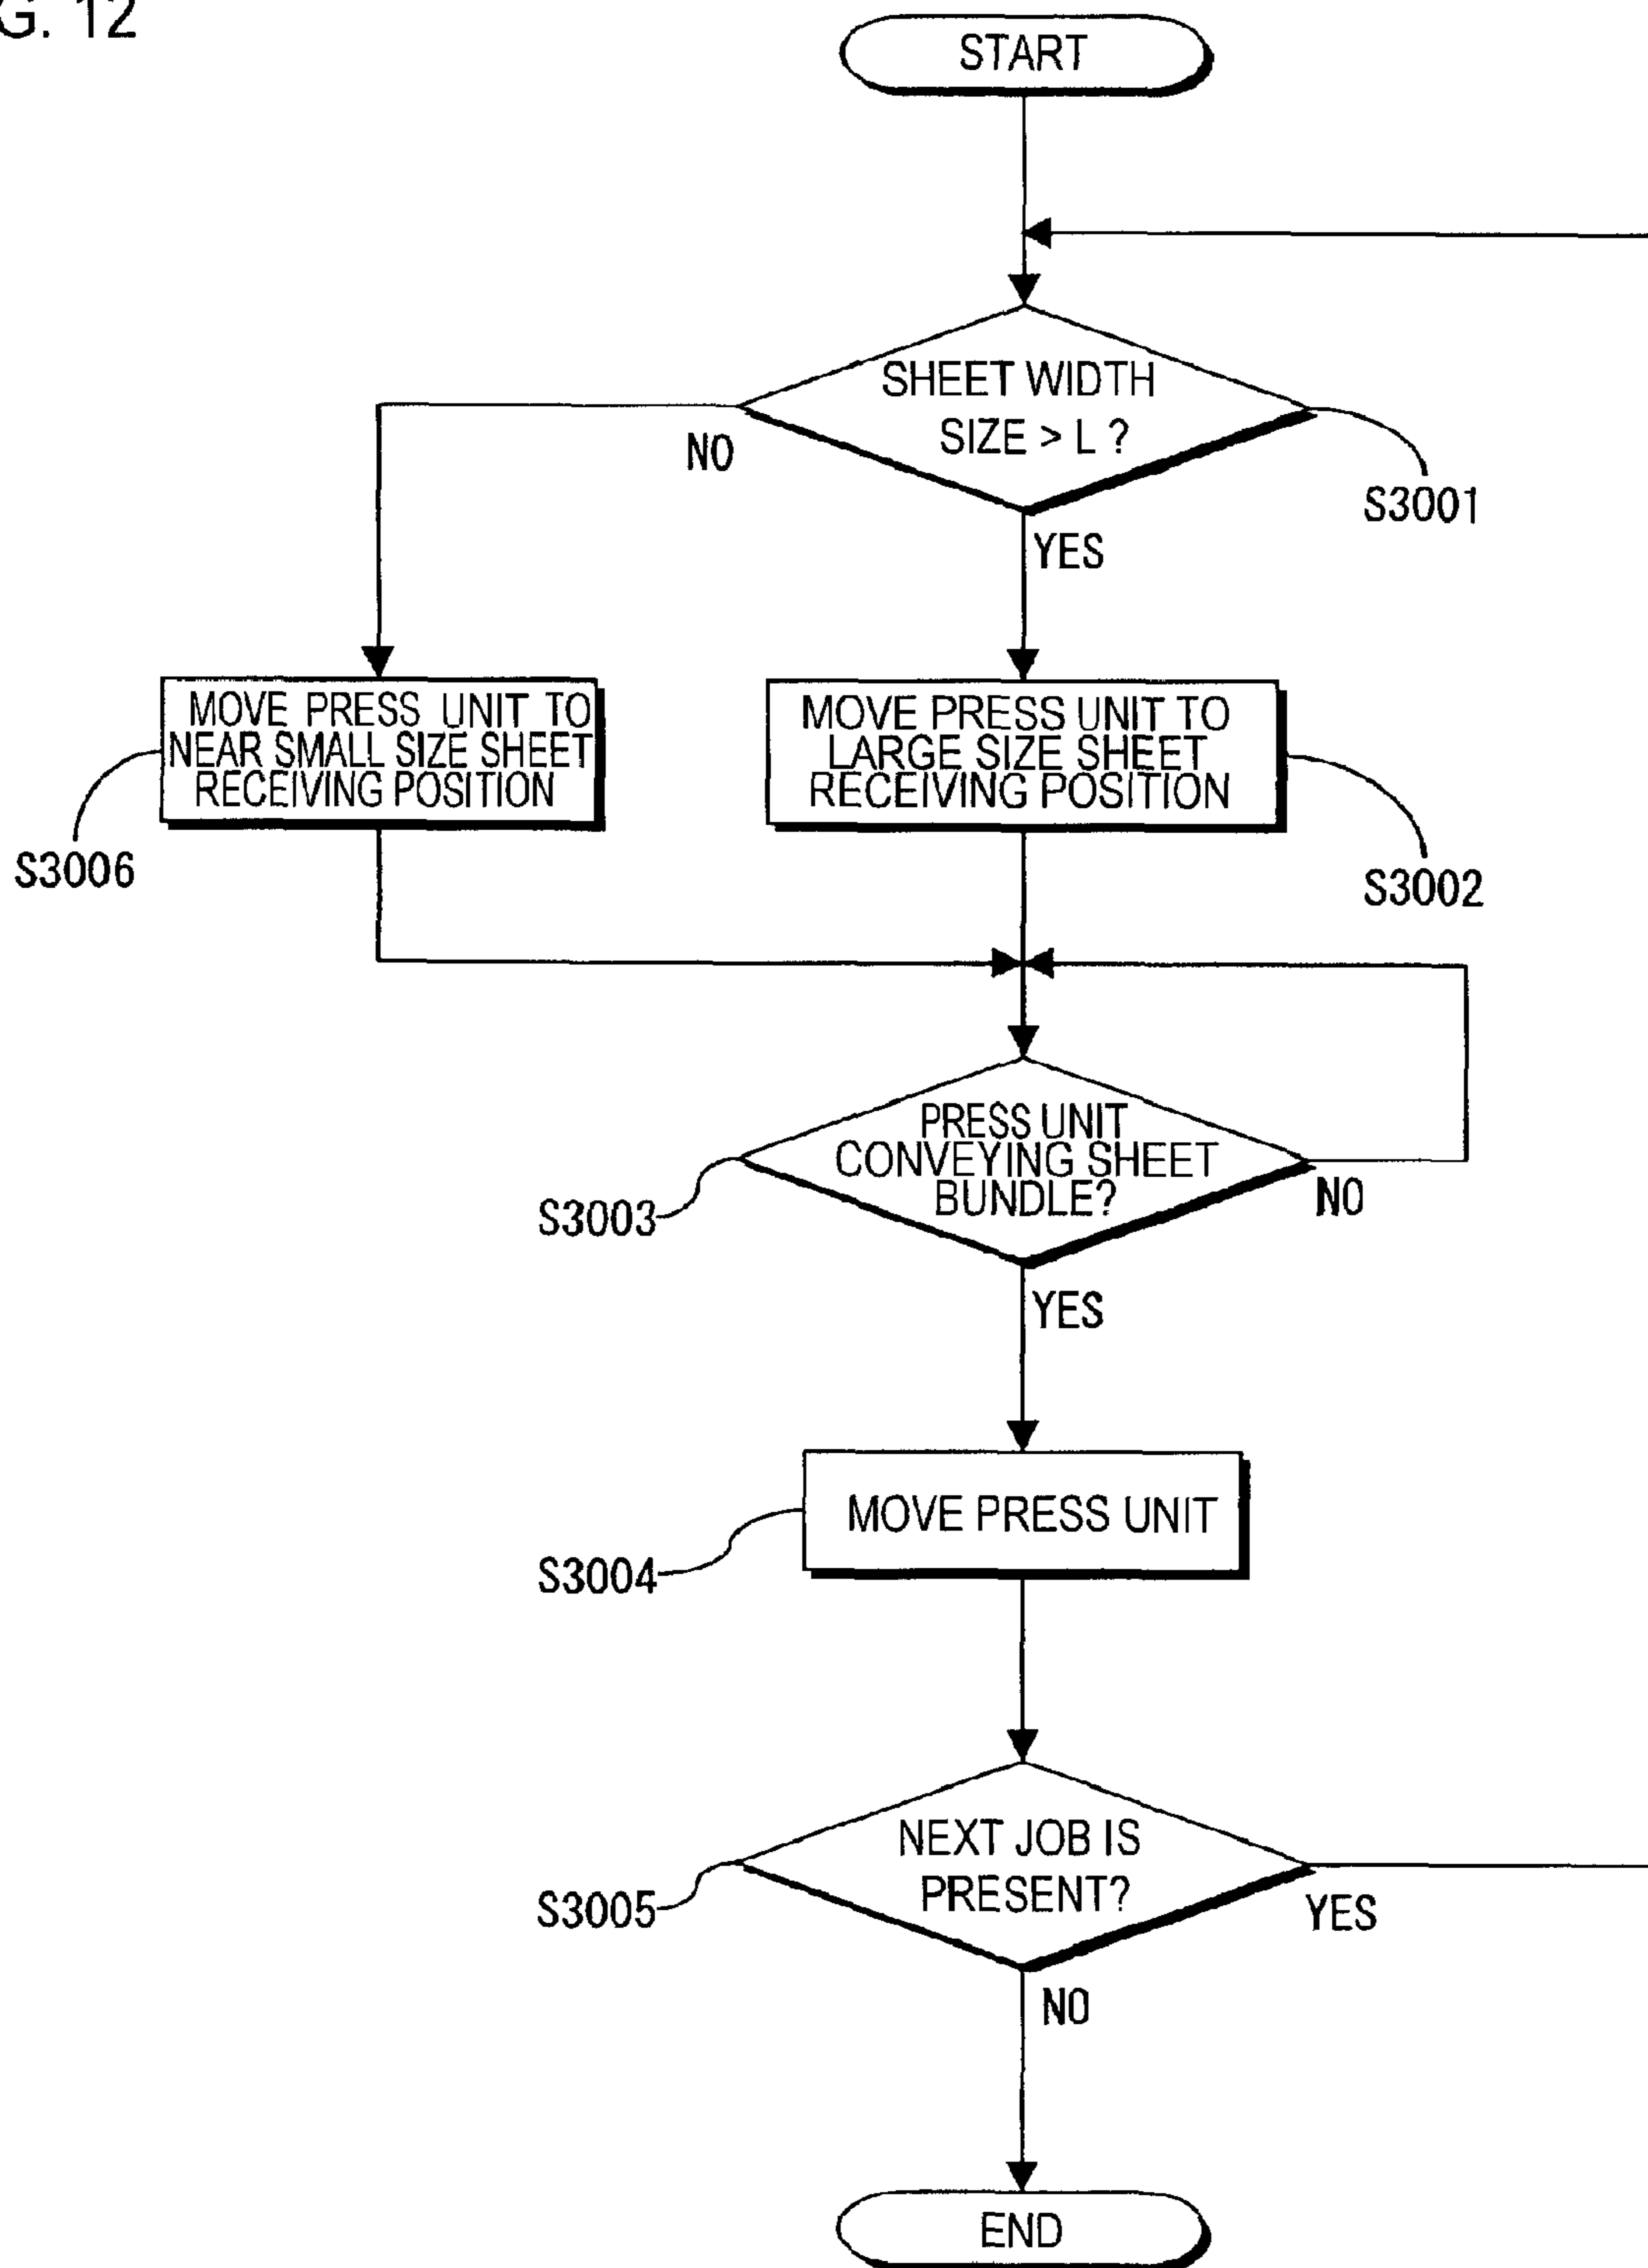 G. 12
START
SHEET WIDTH
SIZE > L ?
NO
S3001
YES
MOVE PRESS UNIT TO
NEAR SMALL SIZE SHEET
RECEIVING POSITION
MOVE PRESS UNIT TO
LARGE SIZE SHEET
RECEIVING POSITION
S3006
S3002
PRESS UNIT
CONVEYING SHEET
BUNDLE?
S3003
NO
YES
MOVE PRESS UNIT
S3004
NEXT JOB IS
PRESENT?
S3005
YES
NO
END